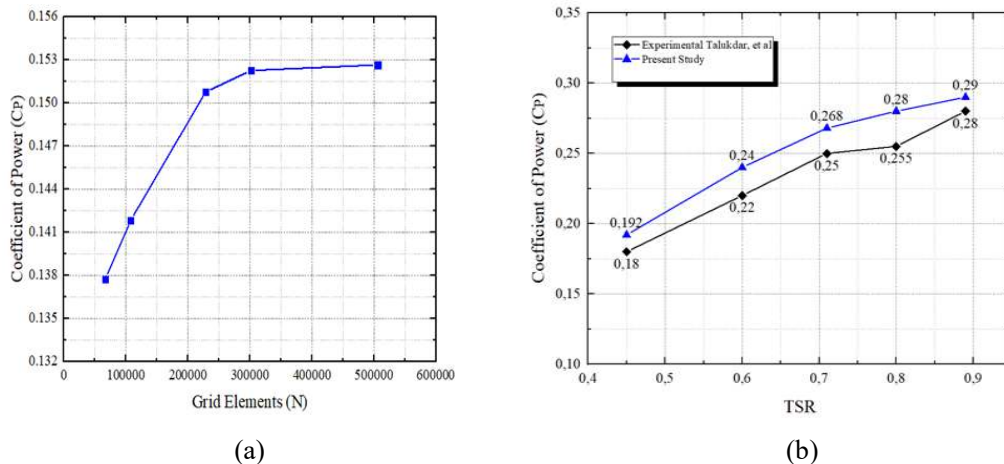 0.156
0.153
0.150
0.147
0.144
0.141
0.138
0.135
0.132
Coefficient of Power (CP)
0 100000 200000 300000 400000 500000 600000
Grid Elements (N)
(a)
0,35
0,30
0,25
0,20
0,15
0,10
Coefficient of Power (CP)
Experimental Talukdar, et al
Present Study
0,192
0,24
0,268
0,28
0,29
0,18
0,22
0,25
0,255
0,28
0,4 0,5 0,6 0,7 0,8 0,9
TSR
(b)